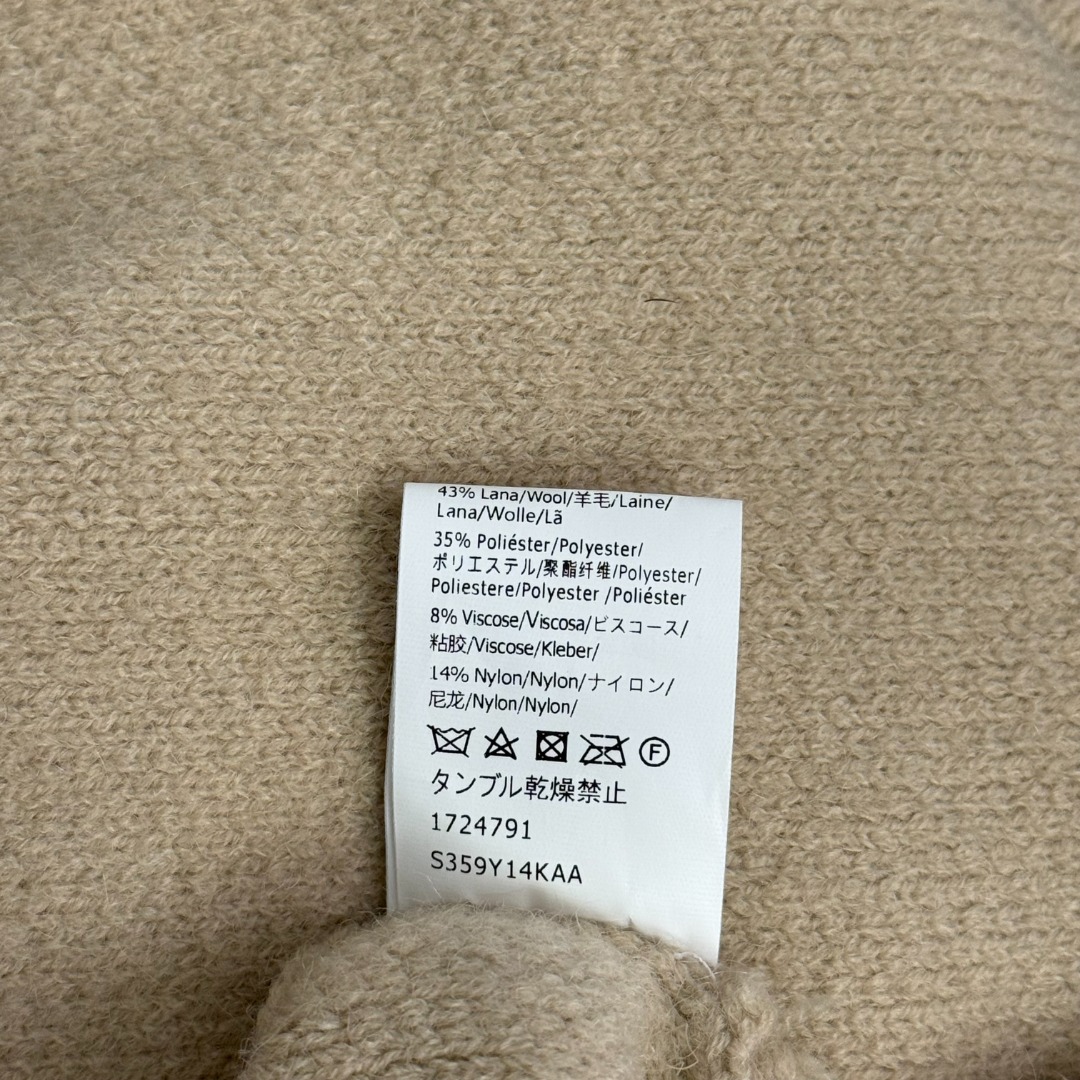 43% Lana/Wool/羊毛/Laine/
Lana/Wolle/Lã
35% Poliéster/Polyester/
ポリエステル/聚酯纤维/Polyester/
Poliestere/Polyester /Poliéster
8% Viscose/Viscosa/ビスコース/
粘胶/Viscose/Kleber/
14% Nylon/Nylon/ナイロン/
尼龙/Nylon/Nylon/
F
タンブル乾燥禁止
1724791
S359Y14KAA